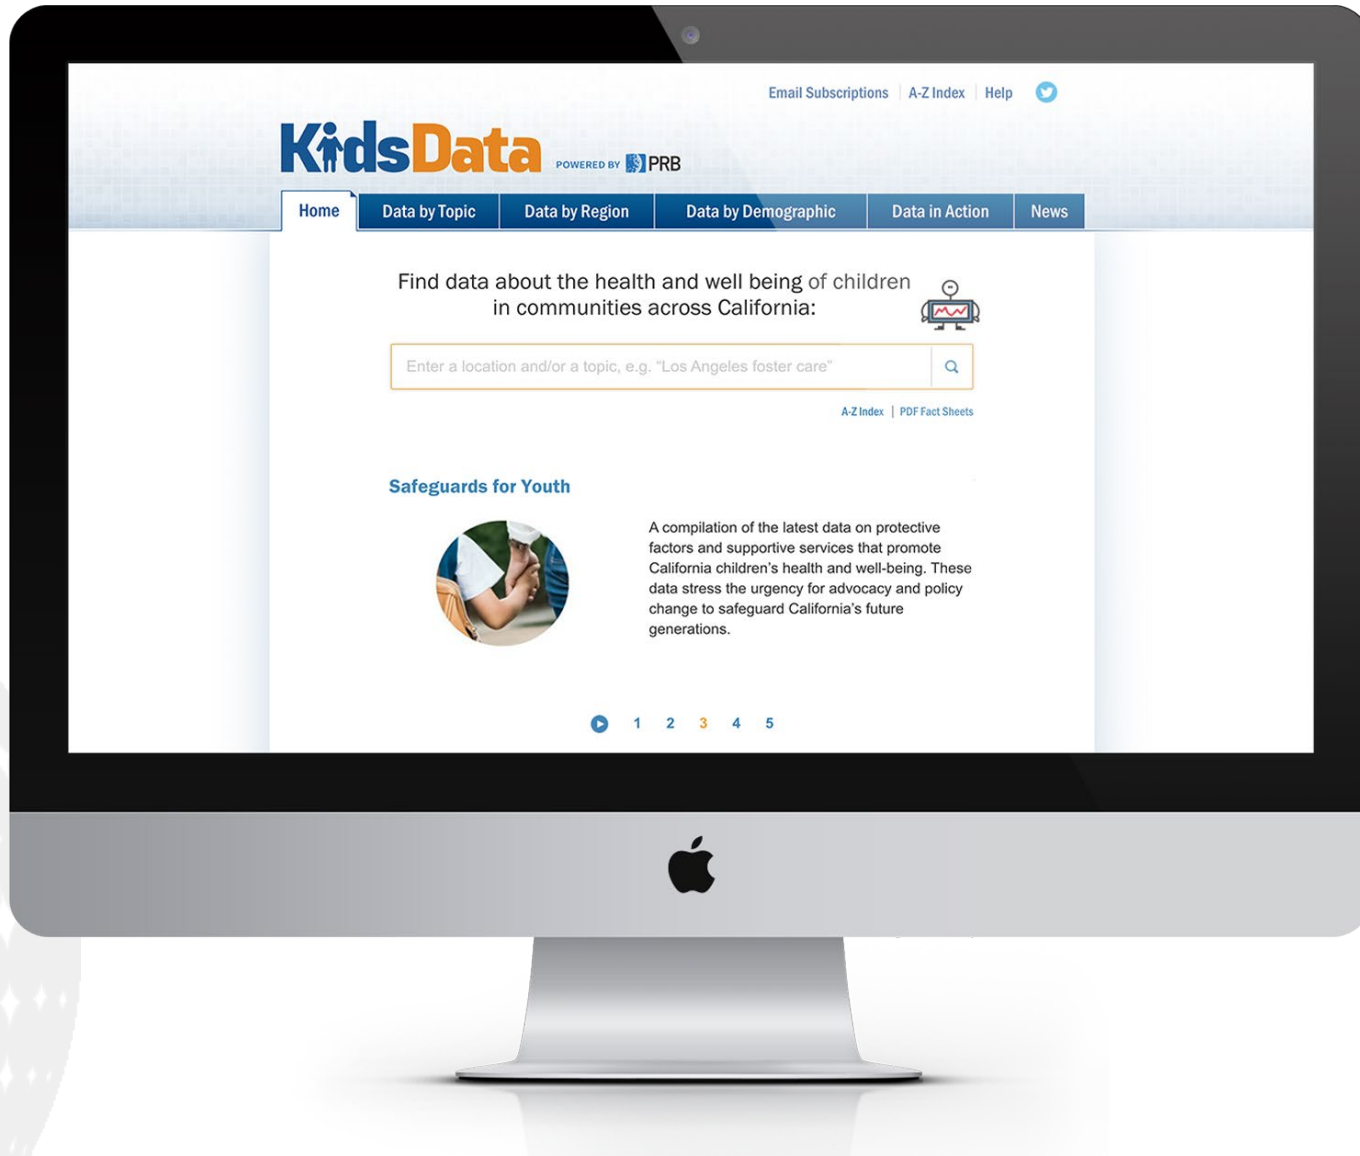 Email Subscriptions | A-Z Index | Help
KidsData POWERED BY PRB
Home Data by Topic Data by Region Data by Demographic Data in Action News
Find data about the health and well being of children
in communities across California:
Enter a location and/or a topic, e.g. "Los Angeles foster care"
A-Z Index | PDF Fact Sheets
Safeguards for Youth
A compilation of the latest data on protective
factors and supportive services that promote
California children's health and well-being. These
data stress the urgency for advocacy and policy
change to safeguard California's future
generations.
1 2 3 4 5